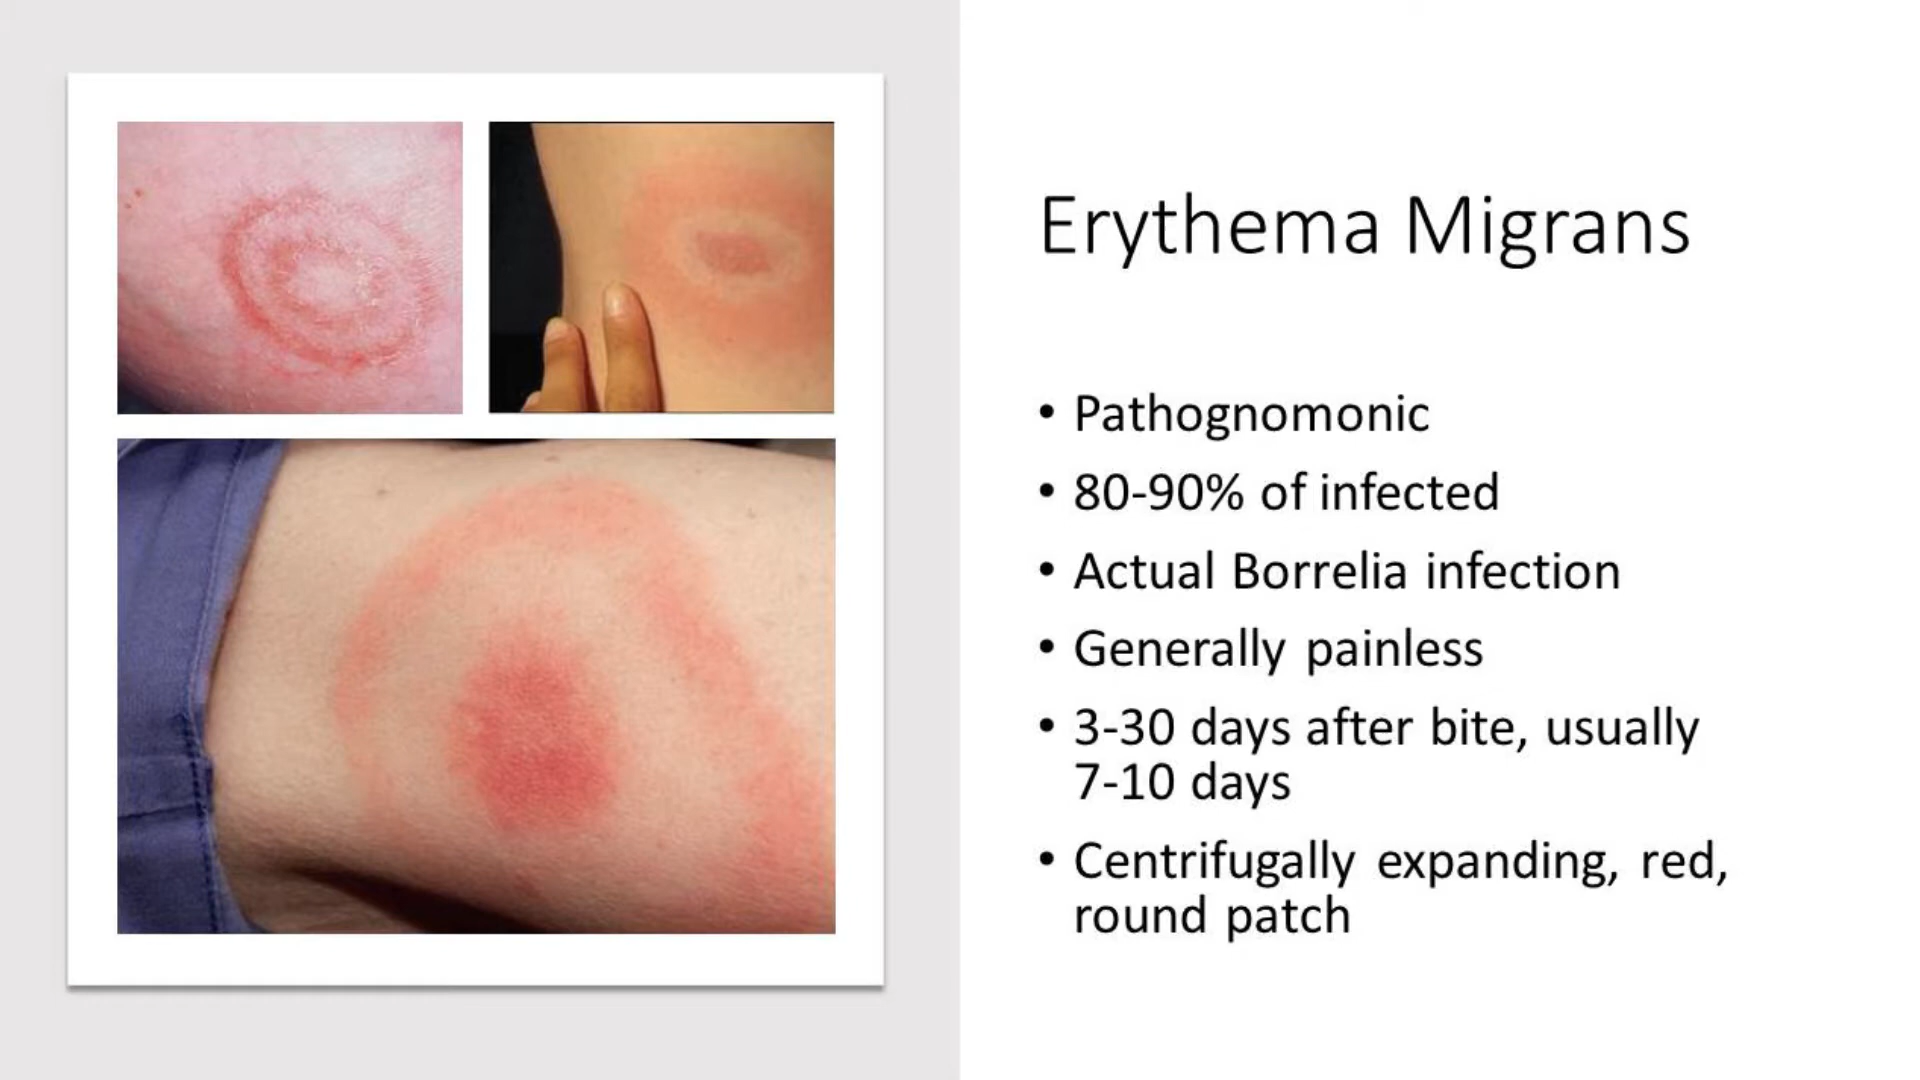 Erythema Migrans
• Pathognomonic
• 80-90% of infected
• Actual Borrelia infection
• Generally painless
• 3-30 days after bite, usually
7-10 days
• Centrifugally expanding, red,
round patch